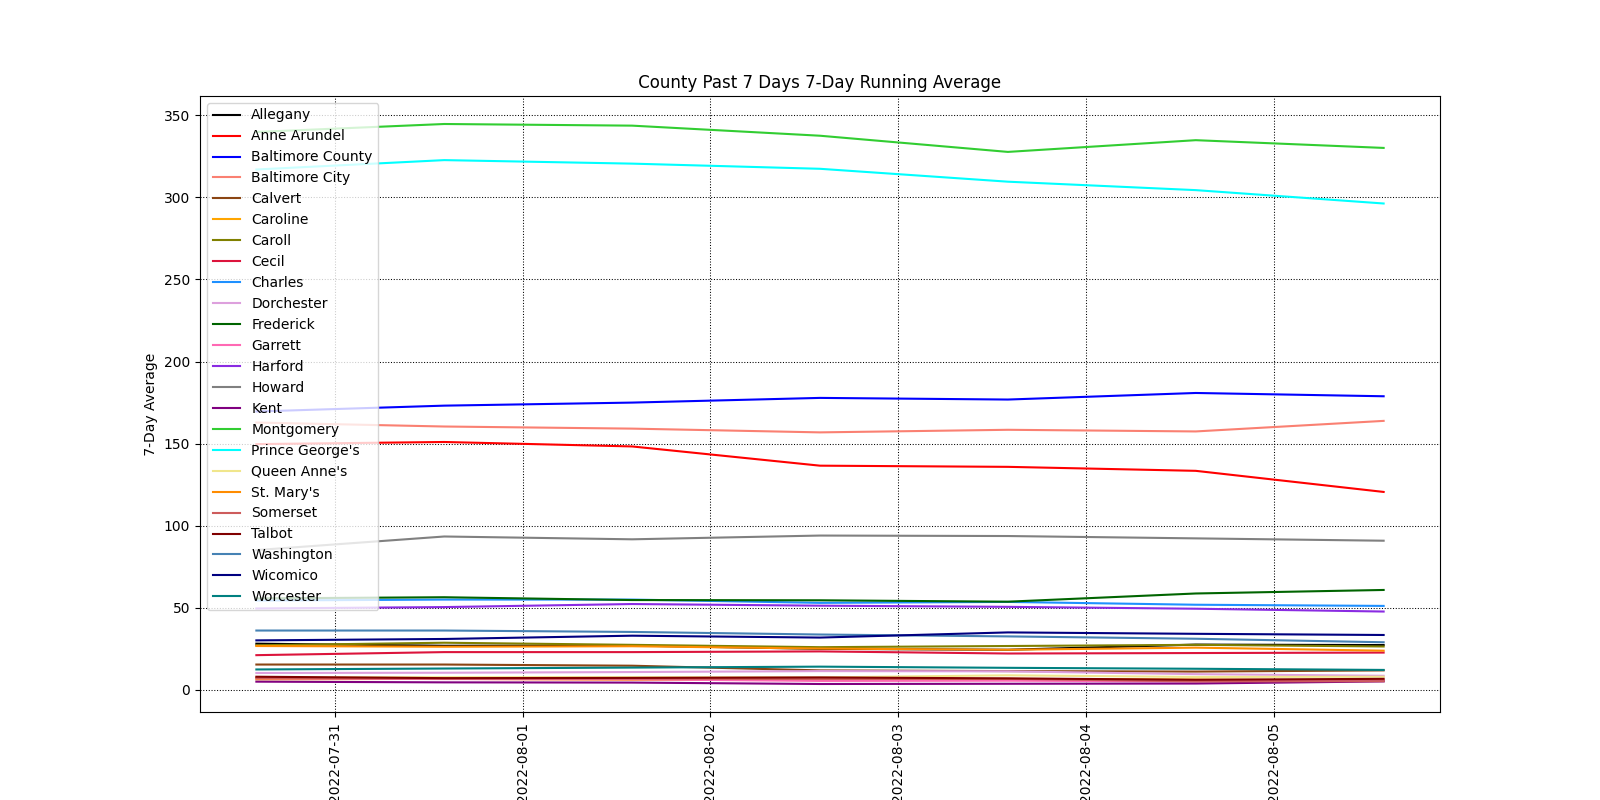 County Past 7 Days 7-Day Running Average
7-Day Average
350
300
250
200
150
100
50
0
Allegany
Anne Arundel
Baltimore County
Baltimore City
Calvert
Caroline
Caroll
Cecil
Charles
Dorchester
Frederick
Garrett
Harford
Howard
Kent
Montgomery
Prince George's
Queen Anne's
St. Mary's
Somerset
Talbot
Washington
Wicomico
Worcester
2022-07-31
2022-08-01
2022-08-02
2022-08-03
2022-08-04
2022-08-05